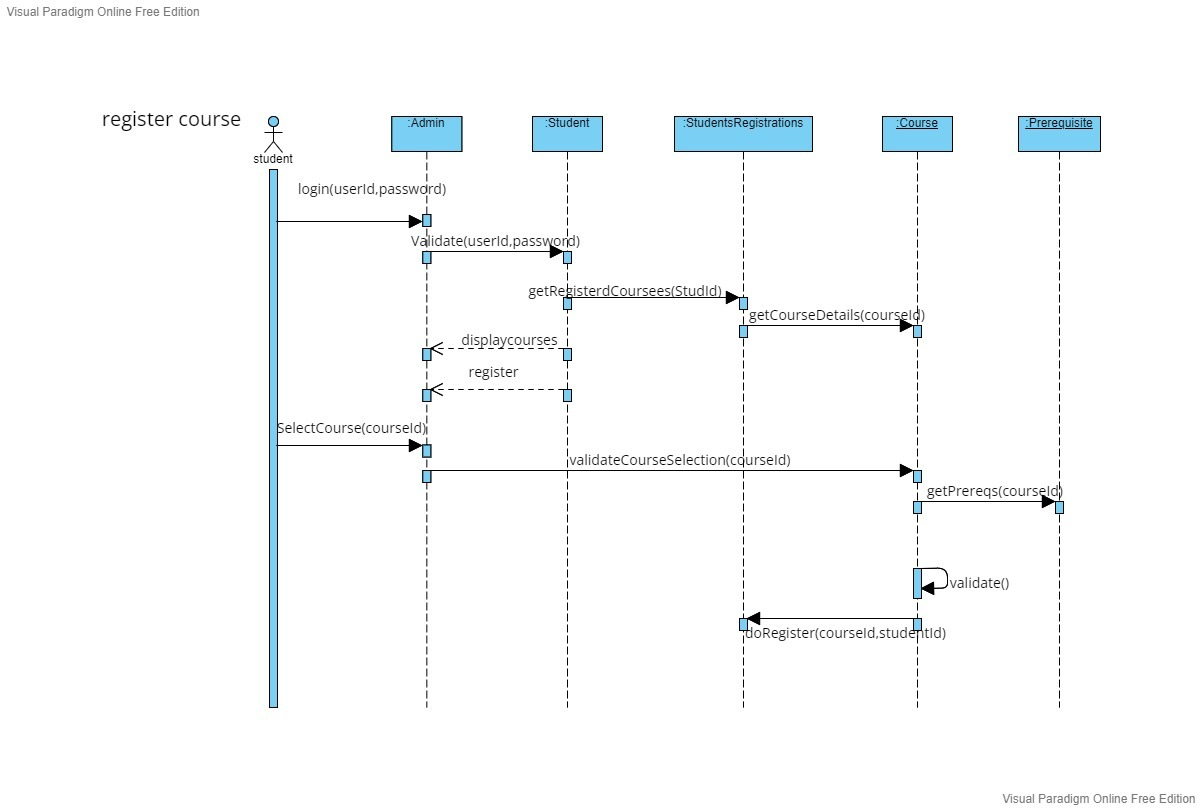 Visual Paradigm Online Free Edition
register course
student
:Admin
:Student
:StudentsRegistrations
:Course
:Prerequisite
login(userId,password)
Validate(userId,password)
getRegisterdCoursees(StudId)
getCourseDetails(courseId)
displaycourses
register
SelectCourse(courseId)
validateCourseSelection(courseId)
getPrereqs(courseId)
validate()
doRegister(courseId,studentId)
Visual Paradigm Online Free Edition